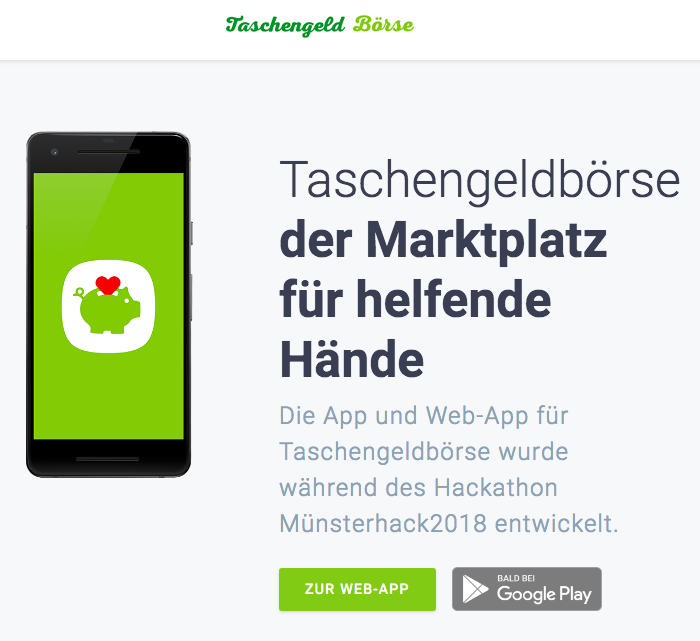 Taschengeld Börse
Taschengeldbörse
der Marktplatz
für helfende
Hände
Die App und Web-App für
Taschengeldbörse wurde
während des Hackathon
Münsterhack2018 entwickelt.
ZUR WEB-APP
BALD BEI
Google Play